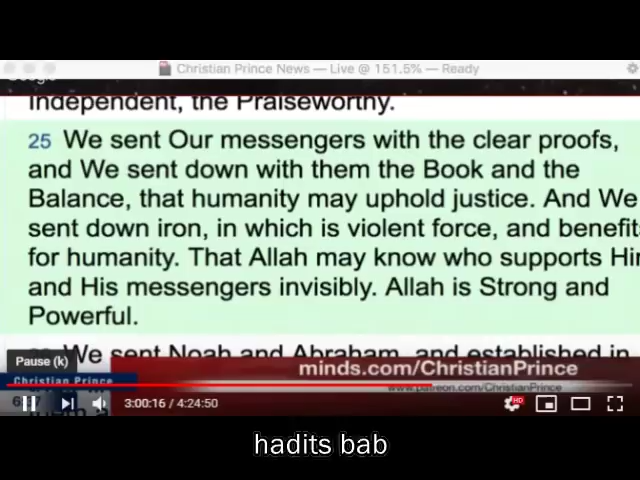 Christian Prince News — Live @ 151.5% — Ready
Independent, the Praiseworthy.
25 We sent Our messengers with the clear proofs,
and We sent down with them the Book and the
Balance, that humanity may uphold justice. And We
sent down iron, in which is violent force, and benefits
for humanity. That Allah may know who supports Hi
and His messengers invisibly. Allah is Strong and
Powerful.
Pause (k)
We sent Noah and Abraham, and established in
minds.com/ChristianPrince
Christian Prince
www.patreon.com/ChristianPrince
HD
3:00:16 / 4:24:50
hadits bab